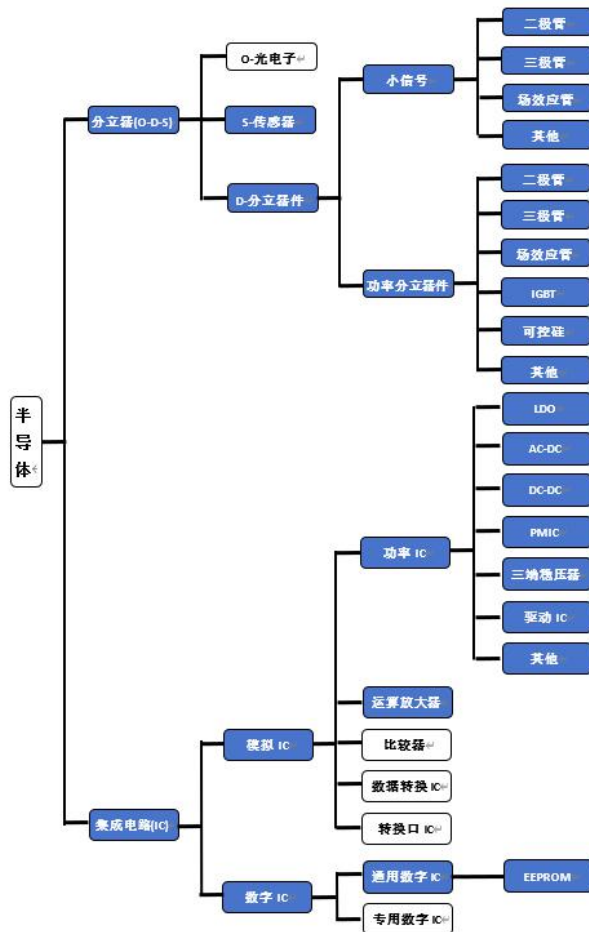 二极管
O-光电子
小信号
三极管
分立器(O-D-S)
S-传感器
场效应管
其他
二极管
D-分立器件
三极管
场效应管
功率分立器件
IGBT
可控硅
其他
半
导
体
LDO
AC-DC
DC-DC
PMIC
功率 IC
三端稳压器
驱动 IC
其他
运算放大器
模拟 IC
比较器
数据转换 IC
集成电路(IC)
转换口 IC
通用数字 IC
EEPROM
数字 IC
专用数字 IC